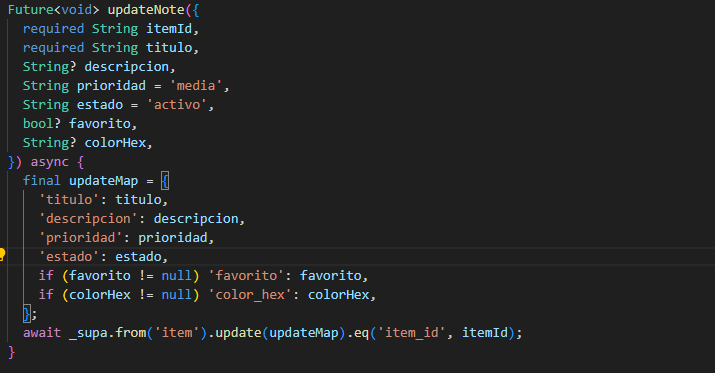 Future<void> updateNote({
  required String itemId,
  required String titulo,
  String? descripcion,
  String prioridad = 'media',
  String estado = 'activo',
  bool? favorito,
  String? colorHex,
}) async {
  final updateMap = {
    'titulo': titulo,
    'descripcion': descripcion,
    'prioridad': prioridad,
    'estado': estado,
    if (favorito != null) 'favorito': favorito,
    if (colorHex != null) 'color_hex': colorHex,
  };
  await _supa.from('item').update(updateMap).eq('item_id', itemId);
}